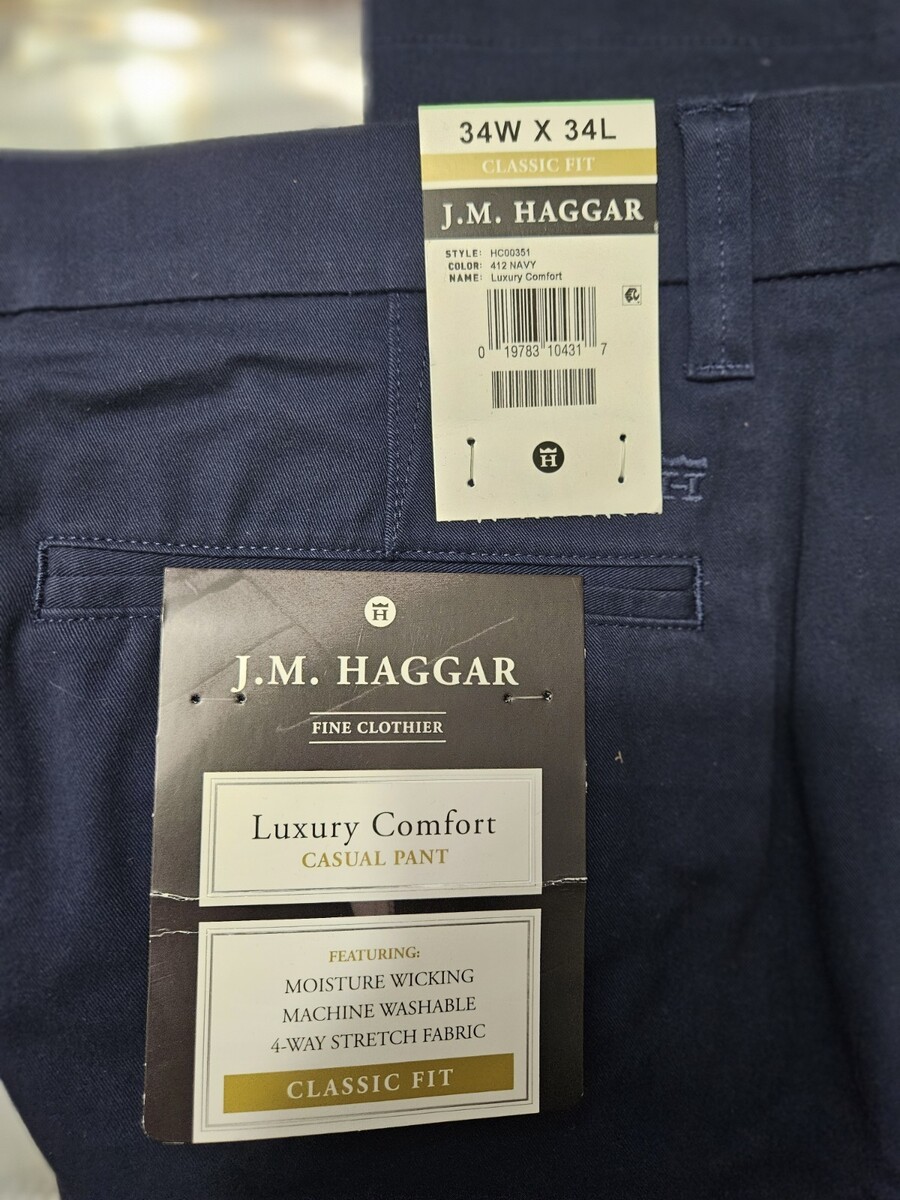 34W X 34L
CLASSIC FIT
J.M. HAGGAR
STYLE: HC00351
COLOR: 412 NAVY
NAME: Luxury Comfort
0 19783 10431 7
H
H
H
J.M. HAGGAR
FINE CLOTHIER
Luxury Comfort
CASUAL PANT
FEATURING:
MOISTURE WICKING
MACHINE WASHABLE
4-WAY STRETCH FABRIC
CLASSIC FIT